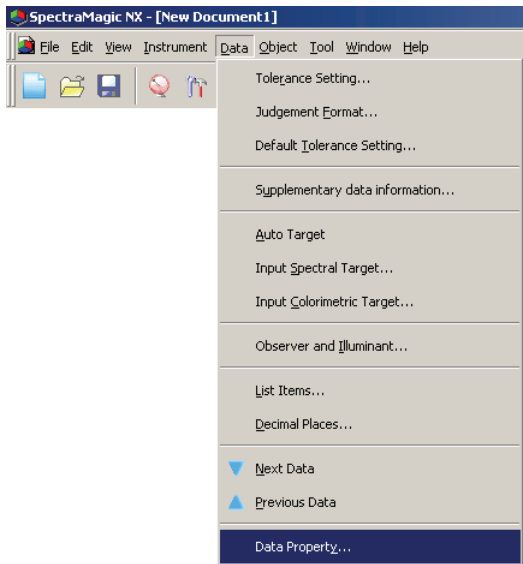 SpectraMagic NX - [New Document1]
File Edit View Instrument Data Object Tool Window Help
Tolerance Setting...
Judgement Format...
Default Tolerance Setting...
Supplementary data information...
Auto Target
Input Spectral Target...
Input Colorimetric Target...
Observer and Illuminant...
List Items...
Decimal Places...
Next Data
Previous Data
Data Property...